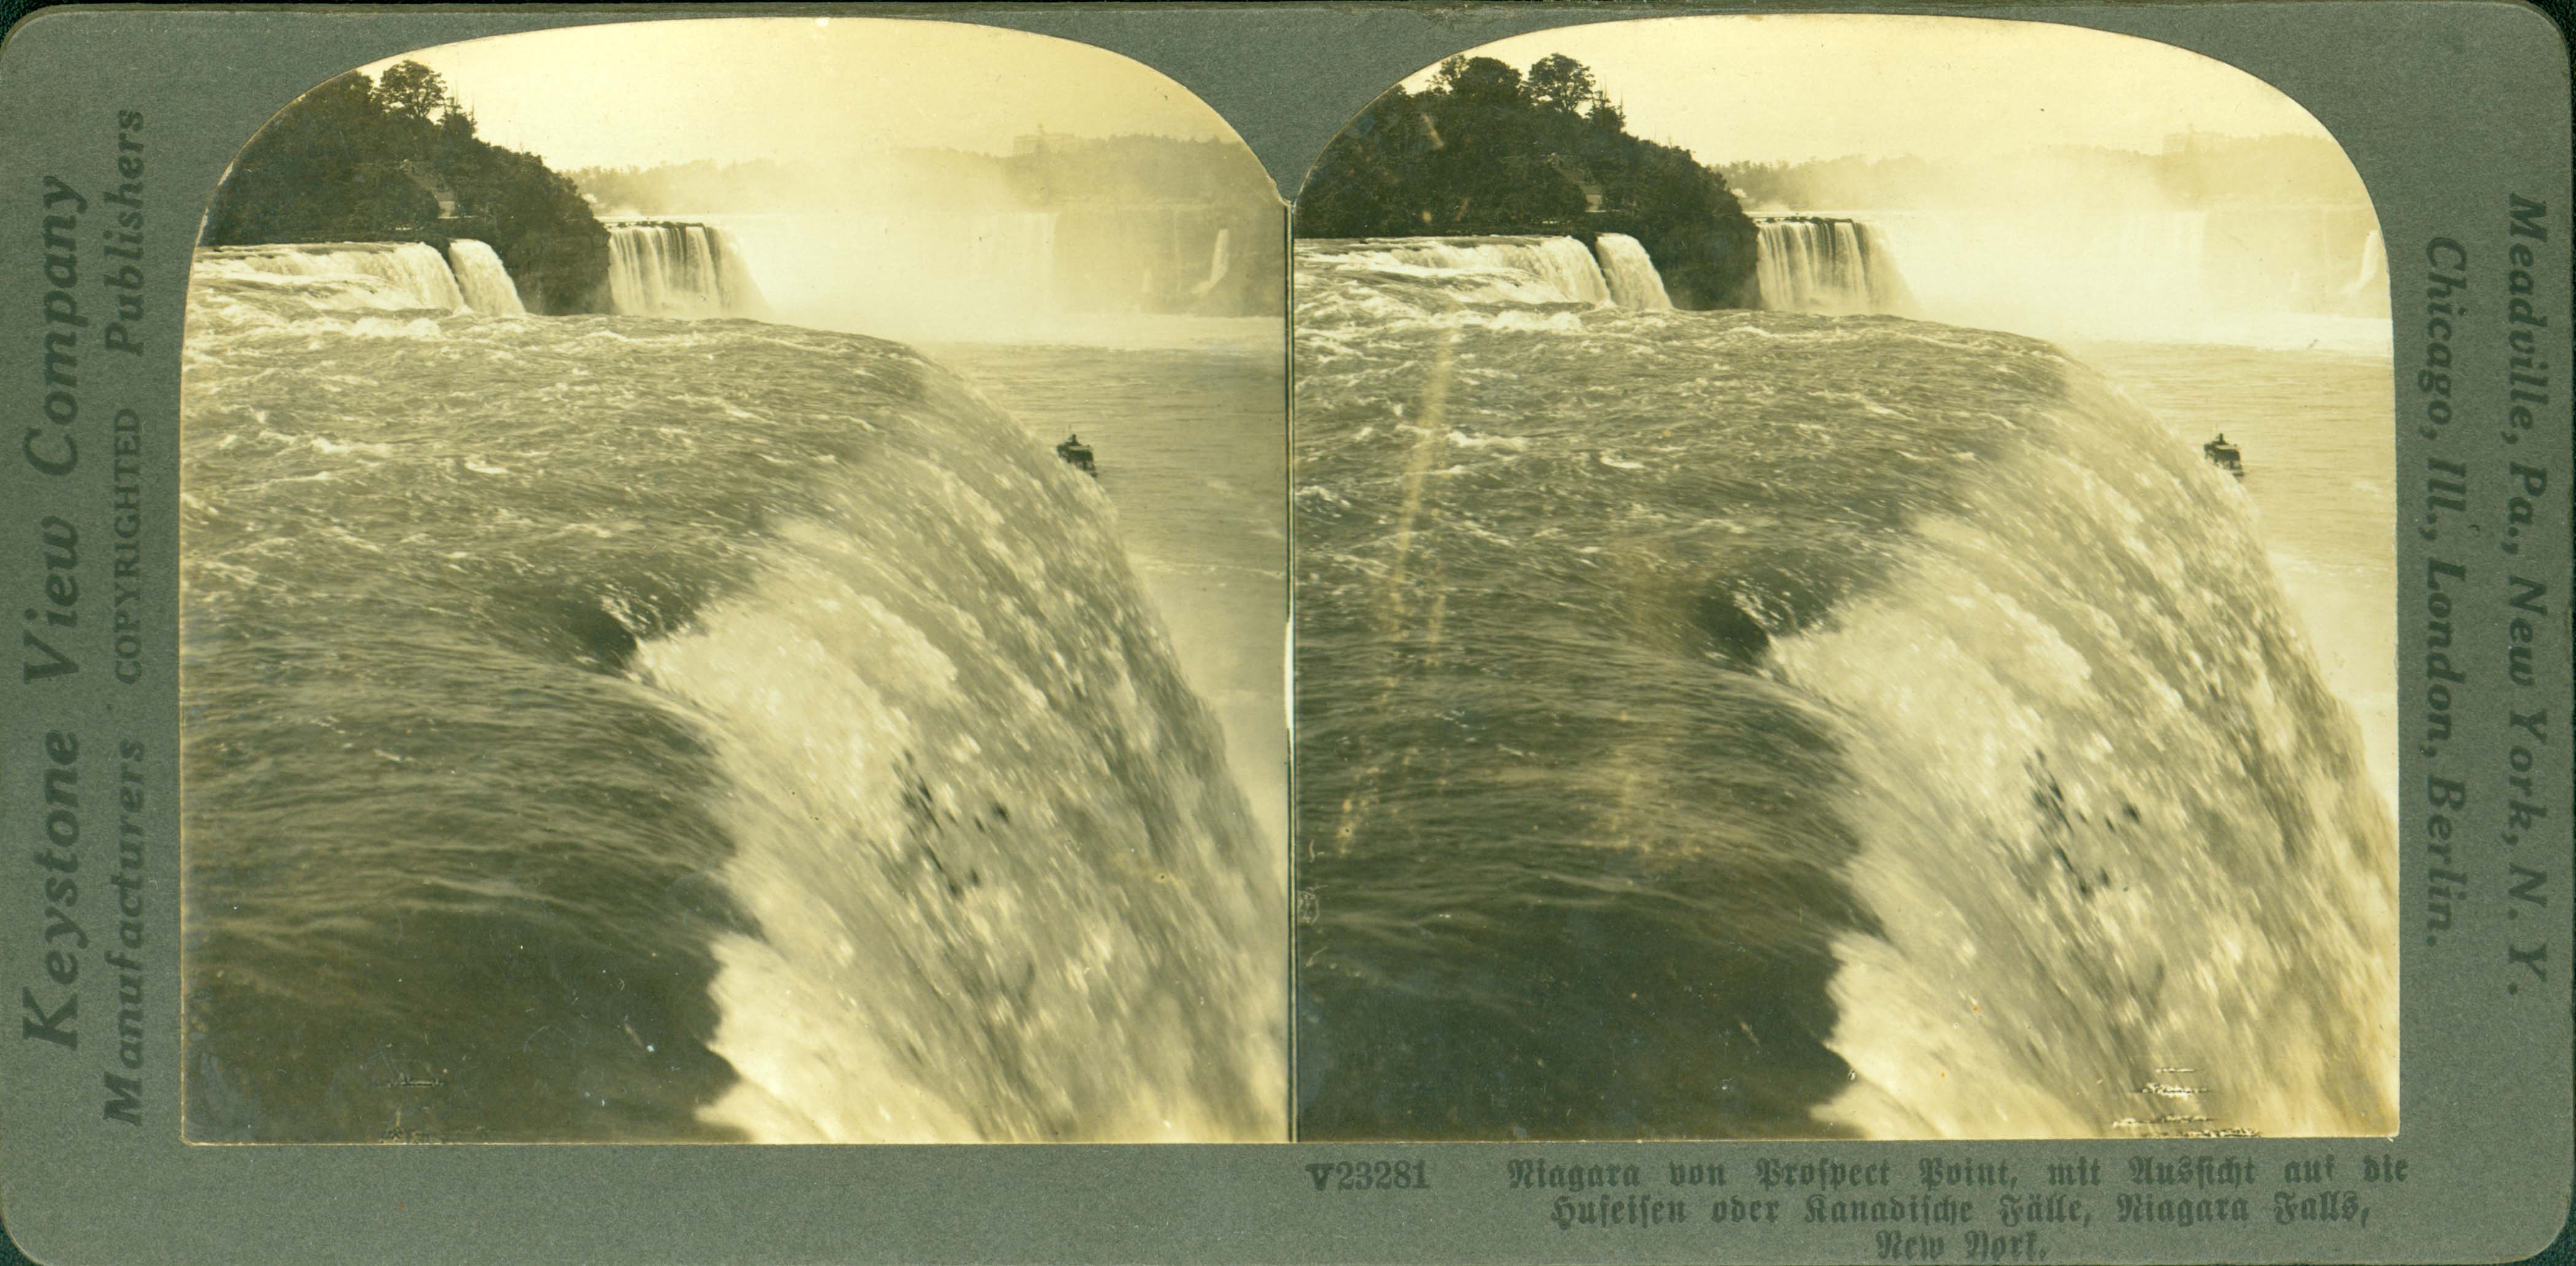 Keystone View Company
Manufacturers COPYRIGHTED Publishers
Meadville, Pa., New York, N. Y.
Chicago, Ill., London, Berlin.
V23281 Niagara von Proſpect Point, mit Ausſicht auf die
Hufeiſen oder Kanadiſche Fälle, Niagara Falls,
New York.